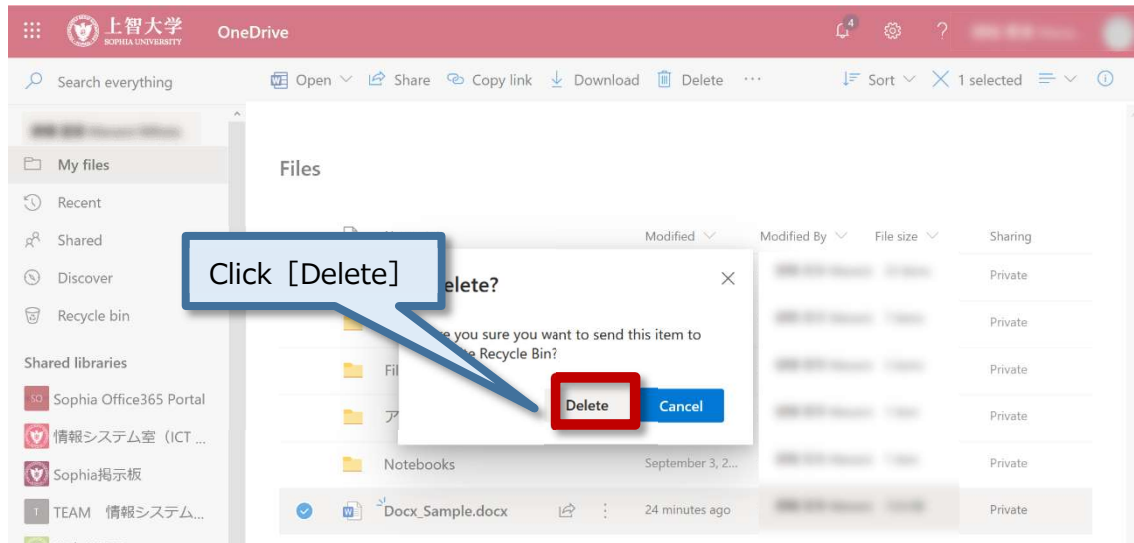 上智大学
SOPHIA UNIVERSITY
OneDrive
4
?
Search everything
Open
Share
Copy link
Download
Delete
...
Sort
1 selected
My files
Recent
Shared
Discover
Recycle bin
Shared libraries
SO Sophia Office365 Portal
情報システム室（ICT ...
Sophia掲示板
T TEAM 情報システム...
Files
Modified
Modified By
File size
Sharing
Private
Private
Private
Private
Notebooks
September 3, 2...
Private
Docx_Sample.docx
24 minutes ago
Private
Click [Delete]
elete?
you sure you want to send this item to
Recycle Bin?
Delete
Cancel